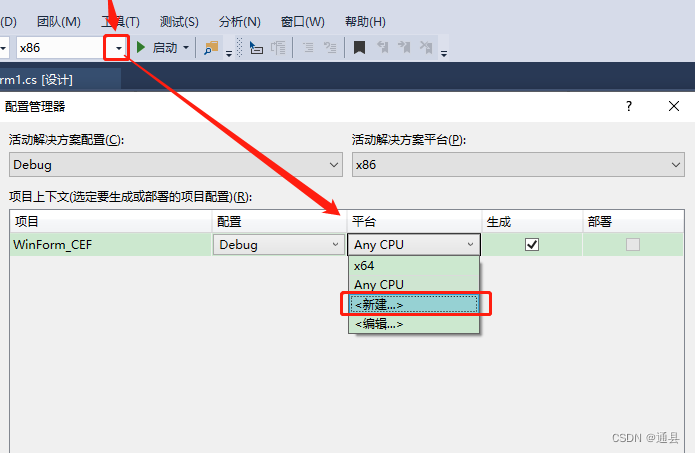 (D) 团队(M) 工具(T) 测试(S) 分析(N) 窗口(W) 帮助(H)
x86 启动
rm1.cs [设计]
配置管理器 ?
活动解决方案配置(C): 活动解决方案平台(P):
Debug x86
项目上下文(选定要生成或部署的项目配置)(R):
项目 配置 平台 生成 部署
WinForm_CEF Debug Any CPU
x64
Any CPU
<新建...>
<编辑...>
CSDN @通县